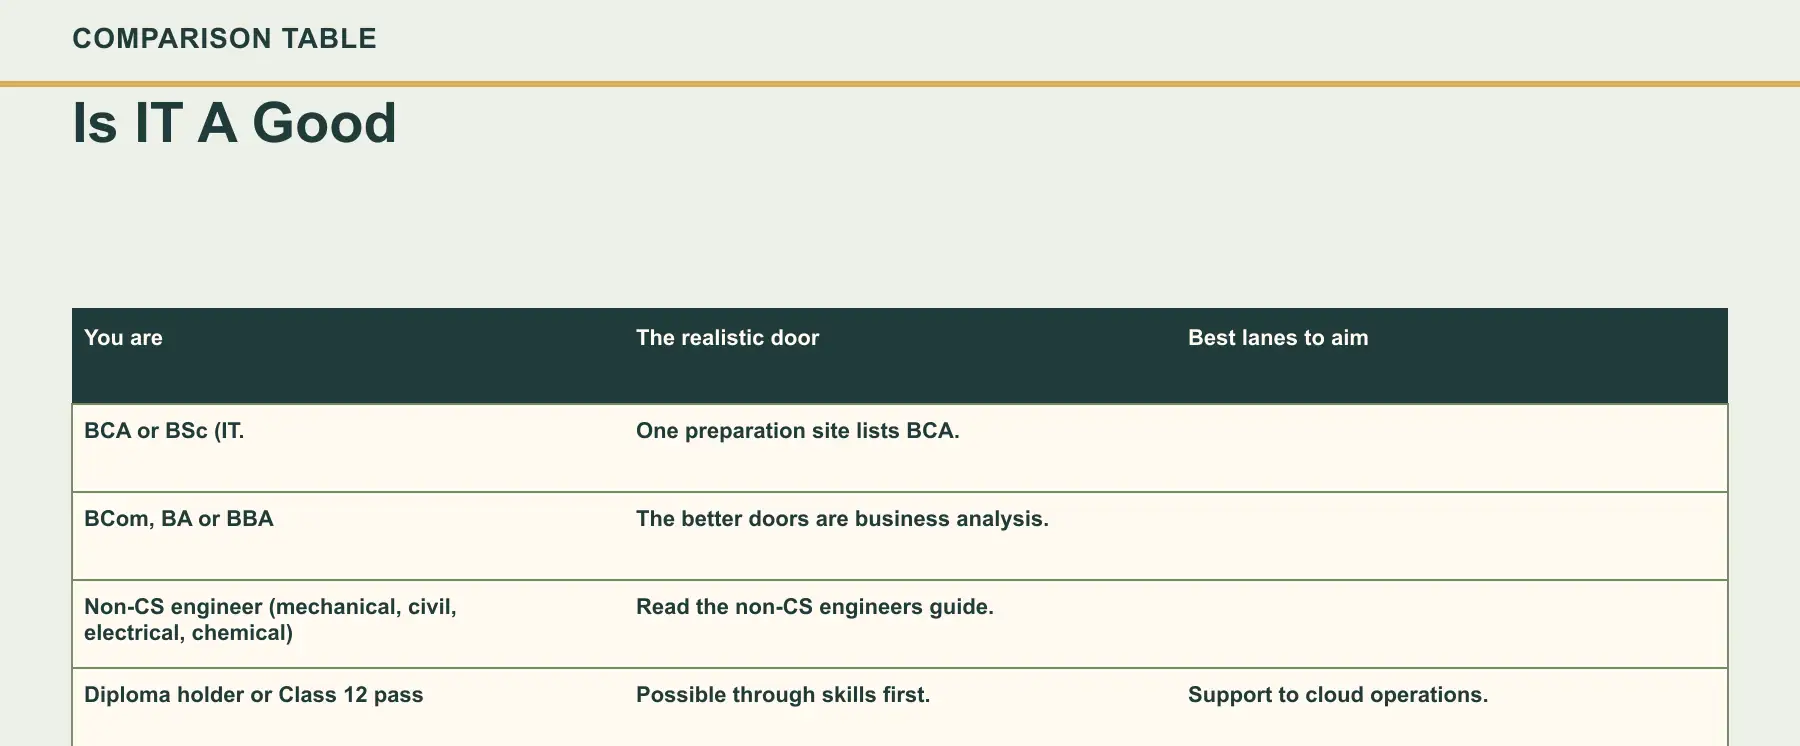 COMPARISON TABLE
Is IT A Good
You are The realistic door Best lanes to aim
BCA or BSc (IT. One preparation site lists BCA.
BCom, BA or BBA The better doors are business analysis.
Non-CS engineer (mechanical, civil, Read the non-CS engineers guide.
electrical, chemical)
Diploma holder or Class 12 pass Possible through skills first. Support to cloud operations.